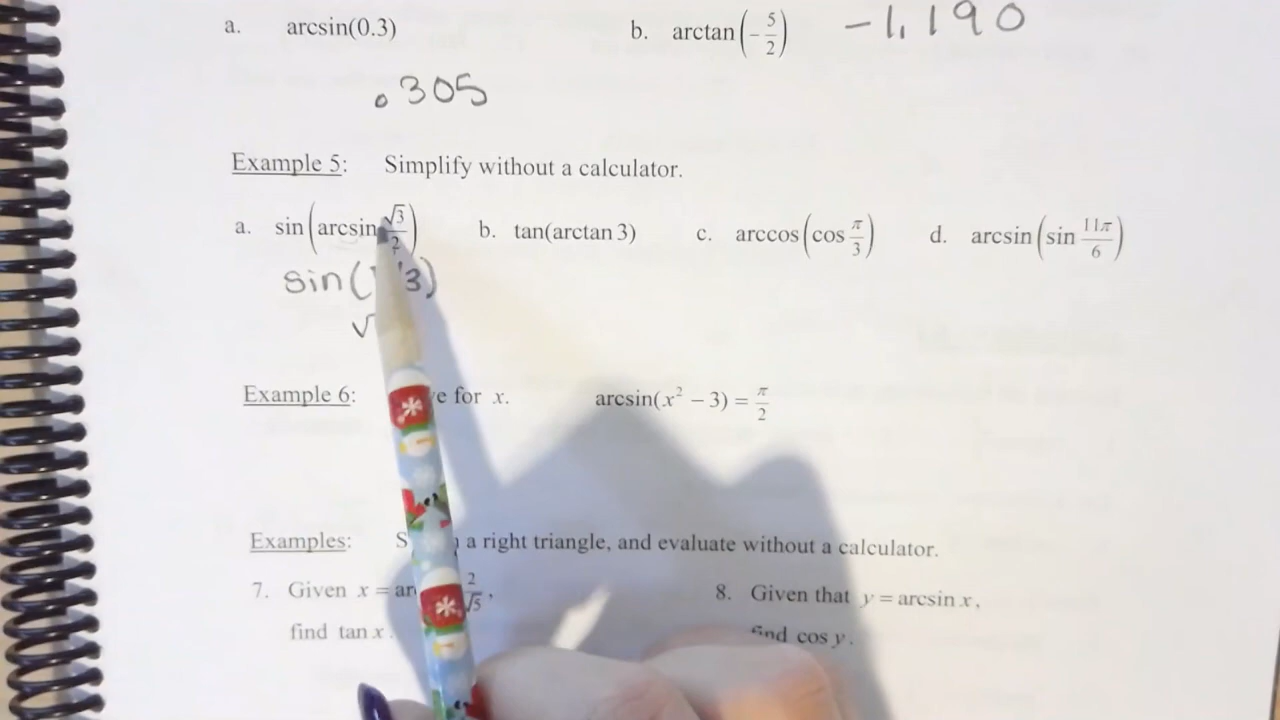 a. arcsin(0.3) b. arctan(-5/2) -1.190
.305
Example 5: Simplify without a calculator.
a. sin(arcsin √3/2) b. tan(arctan 3) c. arccos(cos π/3) d. arcsin(sin 11π/6)
sin( /3)
√
Example 6: for x. arcsin(x² − 3) = π/2
Examples: a right triangle, and evaluate without a calculator.
7. Given x = 2/√5, 8. Given that y = arcsin x,
find tan x. find cos y.